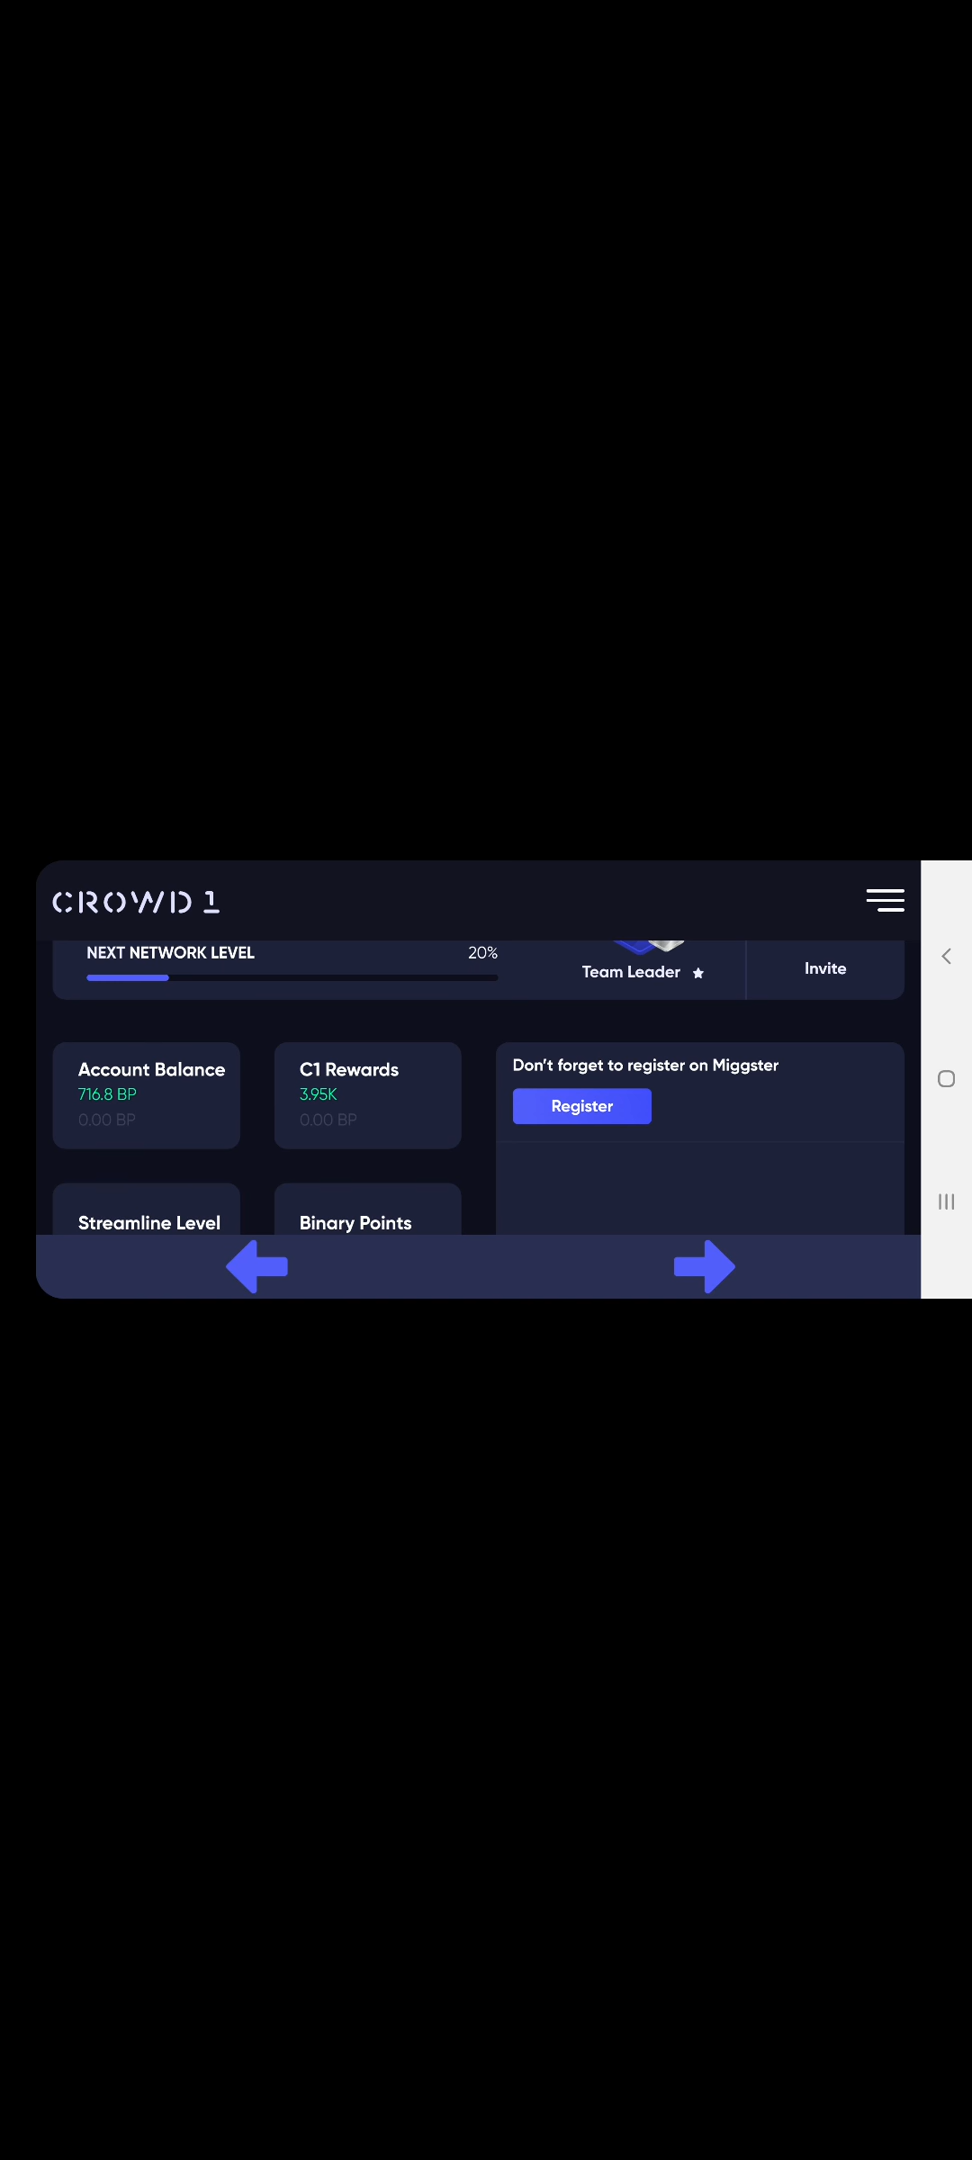 CROWD 1
NEXT NETWORK LEVEL 20%
Team Leader
Invite
Account Balance
716.8 BP
0.00 BP
C1 Rewards
3.95K
0.00 BP
Don't forget to register on Miggster
Register
Streamline Level
Binary Points